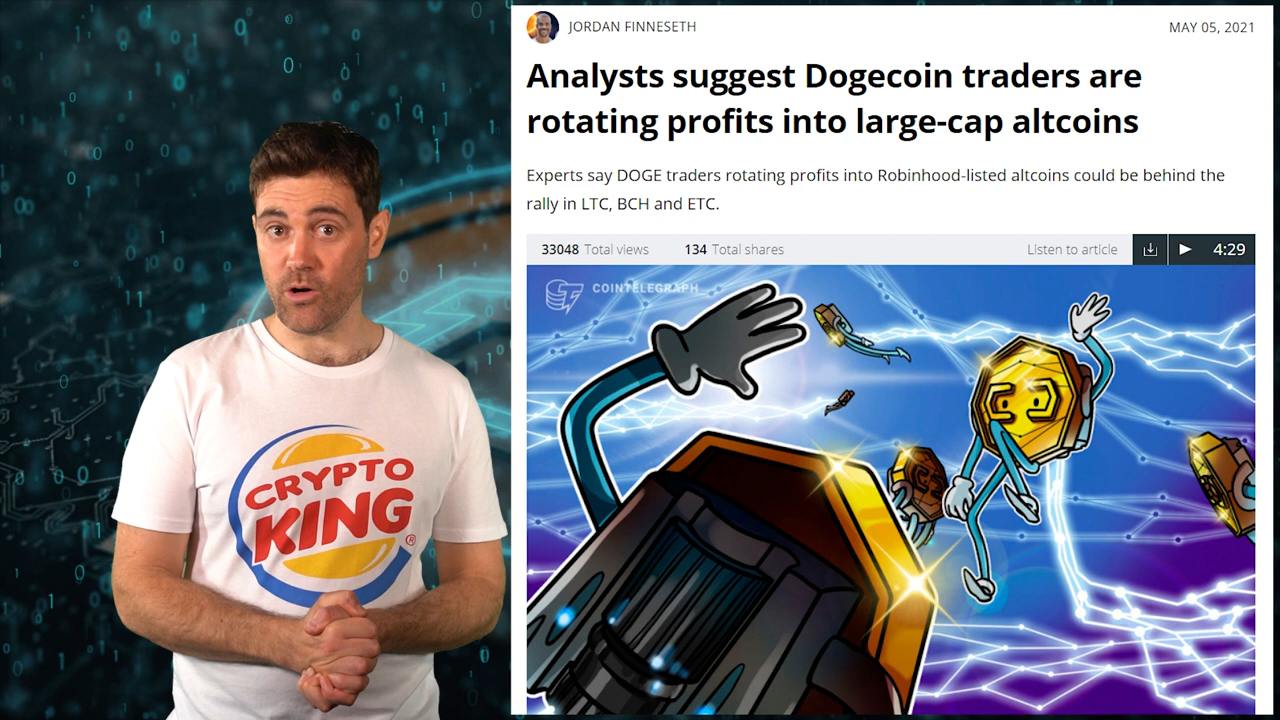 JORDAN FINNESETH
MAY 05, 2021
Analysts suggest Dogecoin traders are
rotating profits into large-cap altcoins
Experts say DOGE traders rotating profits into Robinhood-listed altcoins could be behind the
rally in LTC, BCH and ETC.
33048 Total views
134 Total shares
Listen to article
4:29
COINTELEGRAPH
CRYPTO
KING
®